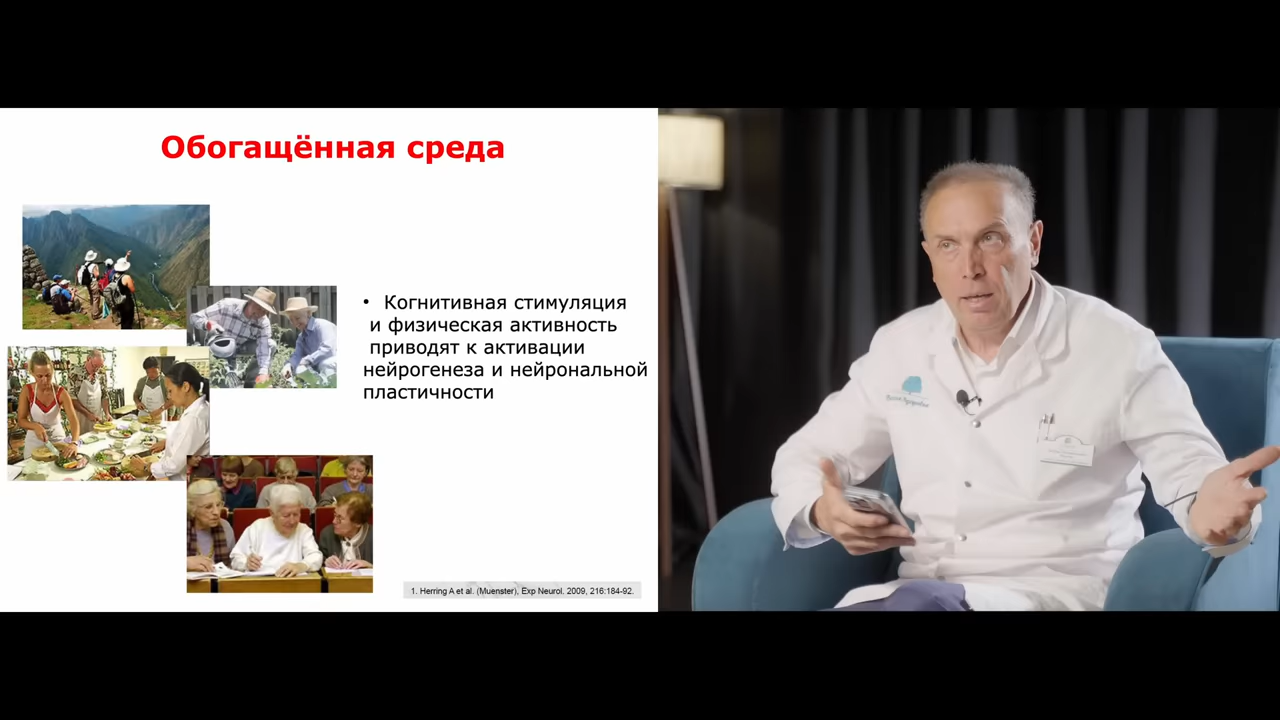 Обогащённая среда
• Когнитивная стимуляция
и физическая активность
приводят к активации
нейрогенеза и нейрональной
пластичности
1. Herring A et al. (Muenster), Exp Neurol. 2009, 216:184-92.